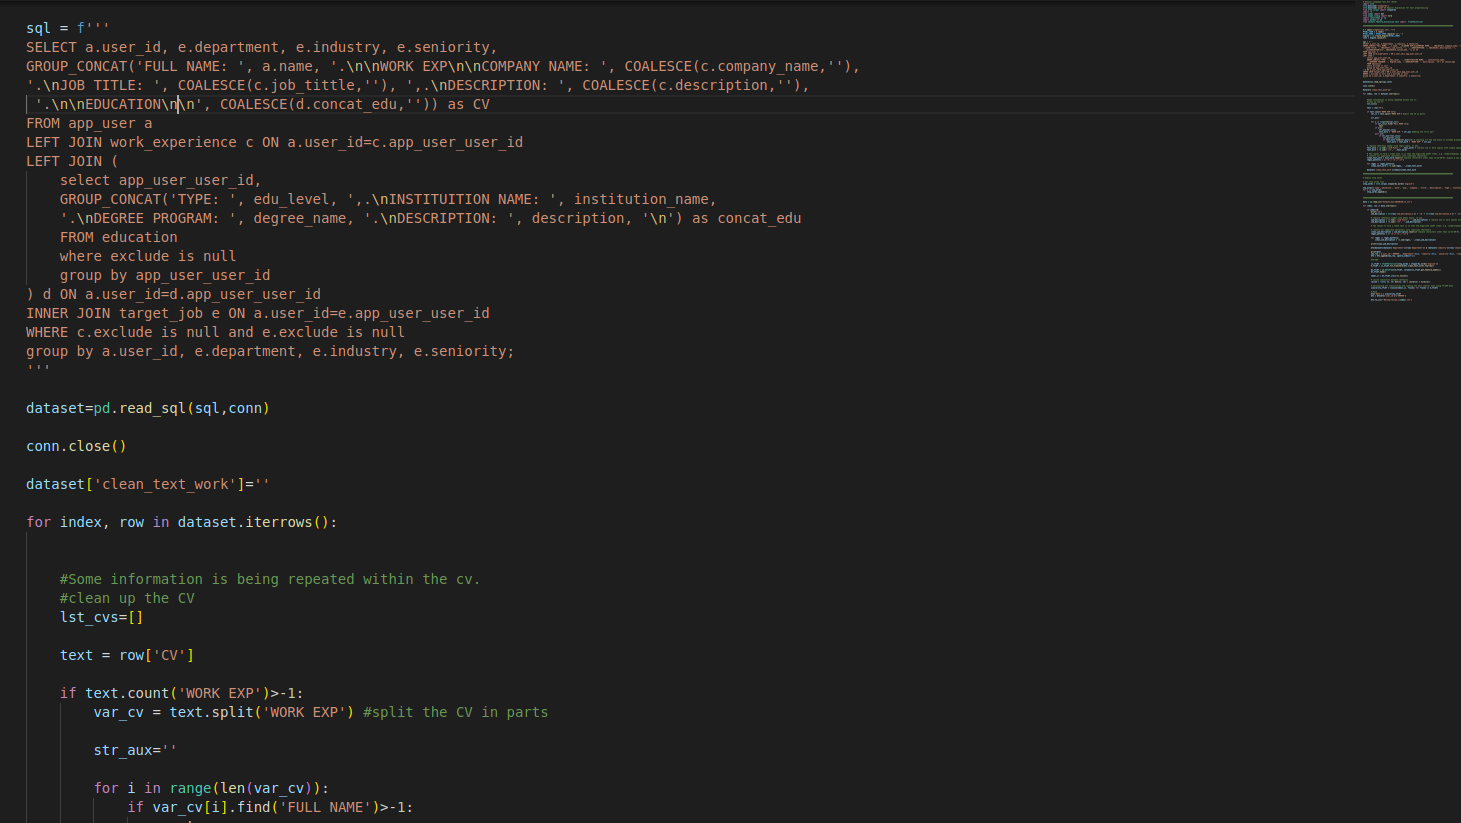 sql = f'''
SELECT a.user_id, e.department, e.industry, e.seniority,
GROUP_CONCAT('FULL NAME: ', a.name, '.\n\nWORK EXP\n\nCOMPANY NAME: ', COALESCE(c.company_name,''),
'.\nJOB TITLE: ', COALESCE(c.job_tittle,''), ',.\nDESCRIPTION: ', COALESCE(c.description,''),
'.\n\nEDUCATION\n\n', COALESCE(d.concat_edu,'')) as CV
FROM app_user a
LEFT JOIN work_experience c ON a.user_id=c.app_user_user_id
LEFT JOIN (
select app_user_user_id,
GROUP_CONCAT('TYPE: ', edu_level, ',.\nINSTITUITION NAME: ', institution_name,
'.\nDEGREE PROGRAM: ', degree_name, '.\nDESCRIPTION: ', description, '\n') as concat_edu
FROM education
where exclude is null
group by app_user_user_id
) d ON a.user_id=d.app_user_user_id
INNER JOIN target_job e ON a.user_id=e.app_user_user_id
WHERE c.exclude is null and e.exclude is null
group by a.user_id, e.department, e.industry, e.seniority;
'''
dataset=pd.read_sql(sql,conn)
conn.close()
dataset['clean_text_work']=''
for index, row in dataset.iterrows():
#Some information is being repeated within the cv.
#clean up the CV
lst_cvs=[]
text = row['CV']
if text.count('WORK EXP')>-1:
var_cv = text.split('WORK EXP') #split the CV in parts
str_aux=''
for i in range(len(var_cv)):
if var_cv[i].find('FULL NAME')>-1: